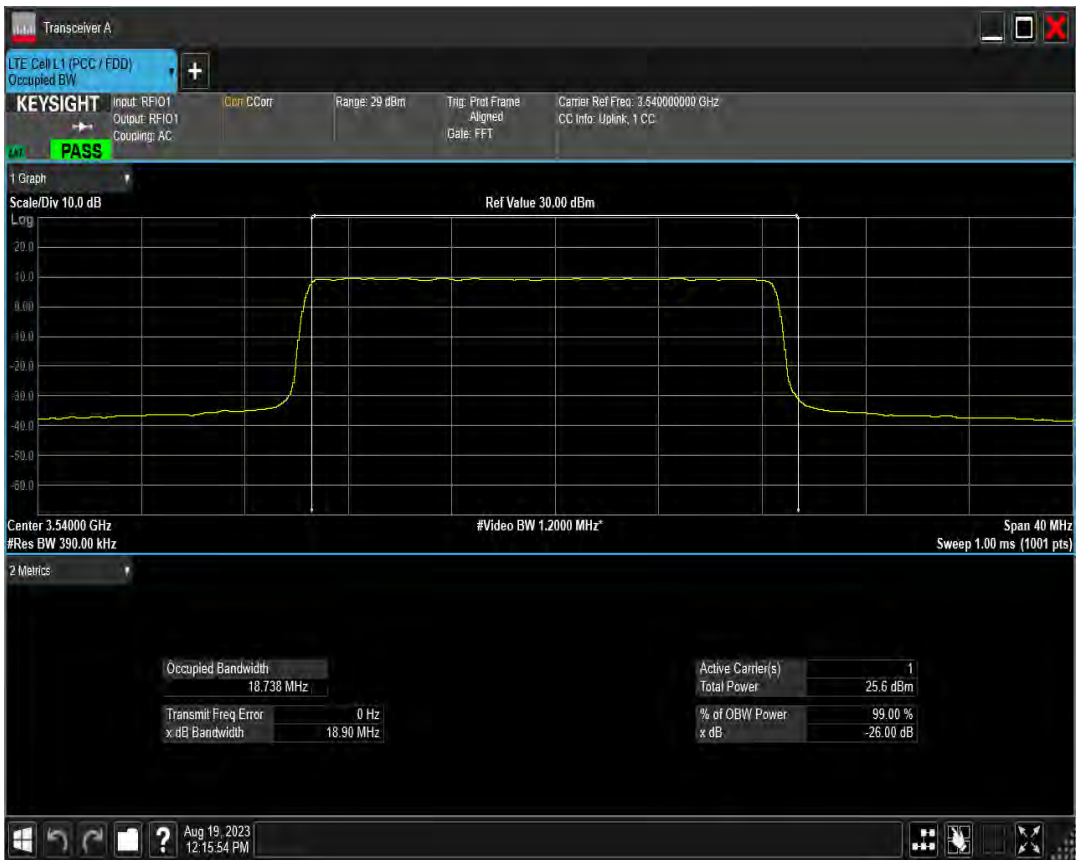 Transceiver A
LTE Cell L1 (PCC / FDD)
Occupied BW
KEYSIGHT
Input: RFIO1
Output: RFIO1
Coupling: AC
Corr CCorr
Range: 29 dBm
Trig: Prot Frame
Aligned
Gate: FFT
Carrier Ref Freq: 3.540000000 GHz
CC Info: Uplink, 1 CC
PASS
1 Graph
Scale/Div 10.0 dB
Ref Value 30.00 dBm
Log
20.0
10.0
0.00
-10.0
-20.0
-30.0
-40.0
-50.0
-60.0
Center 3.54000 GHz
#Video BW 1.2000 MHz*
Span 40 MHz
#Res BW 390.00 kHz
Sweep 1.00 ms (1001 pts)
2 Metrics
Occupied Bandwidth
18.738 MHz
Transmit Freq Error 0 Hz
x dB Bandwidth 18.90 MHz
Active Carrier(s) 1
Total Power 25.6 dBm
% of OBW Power 99.00 %
x dB -26.00 dB
?
Aug 19, 2023
12:15:54 PM